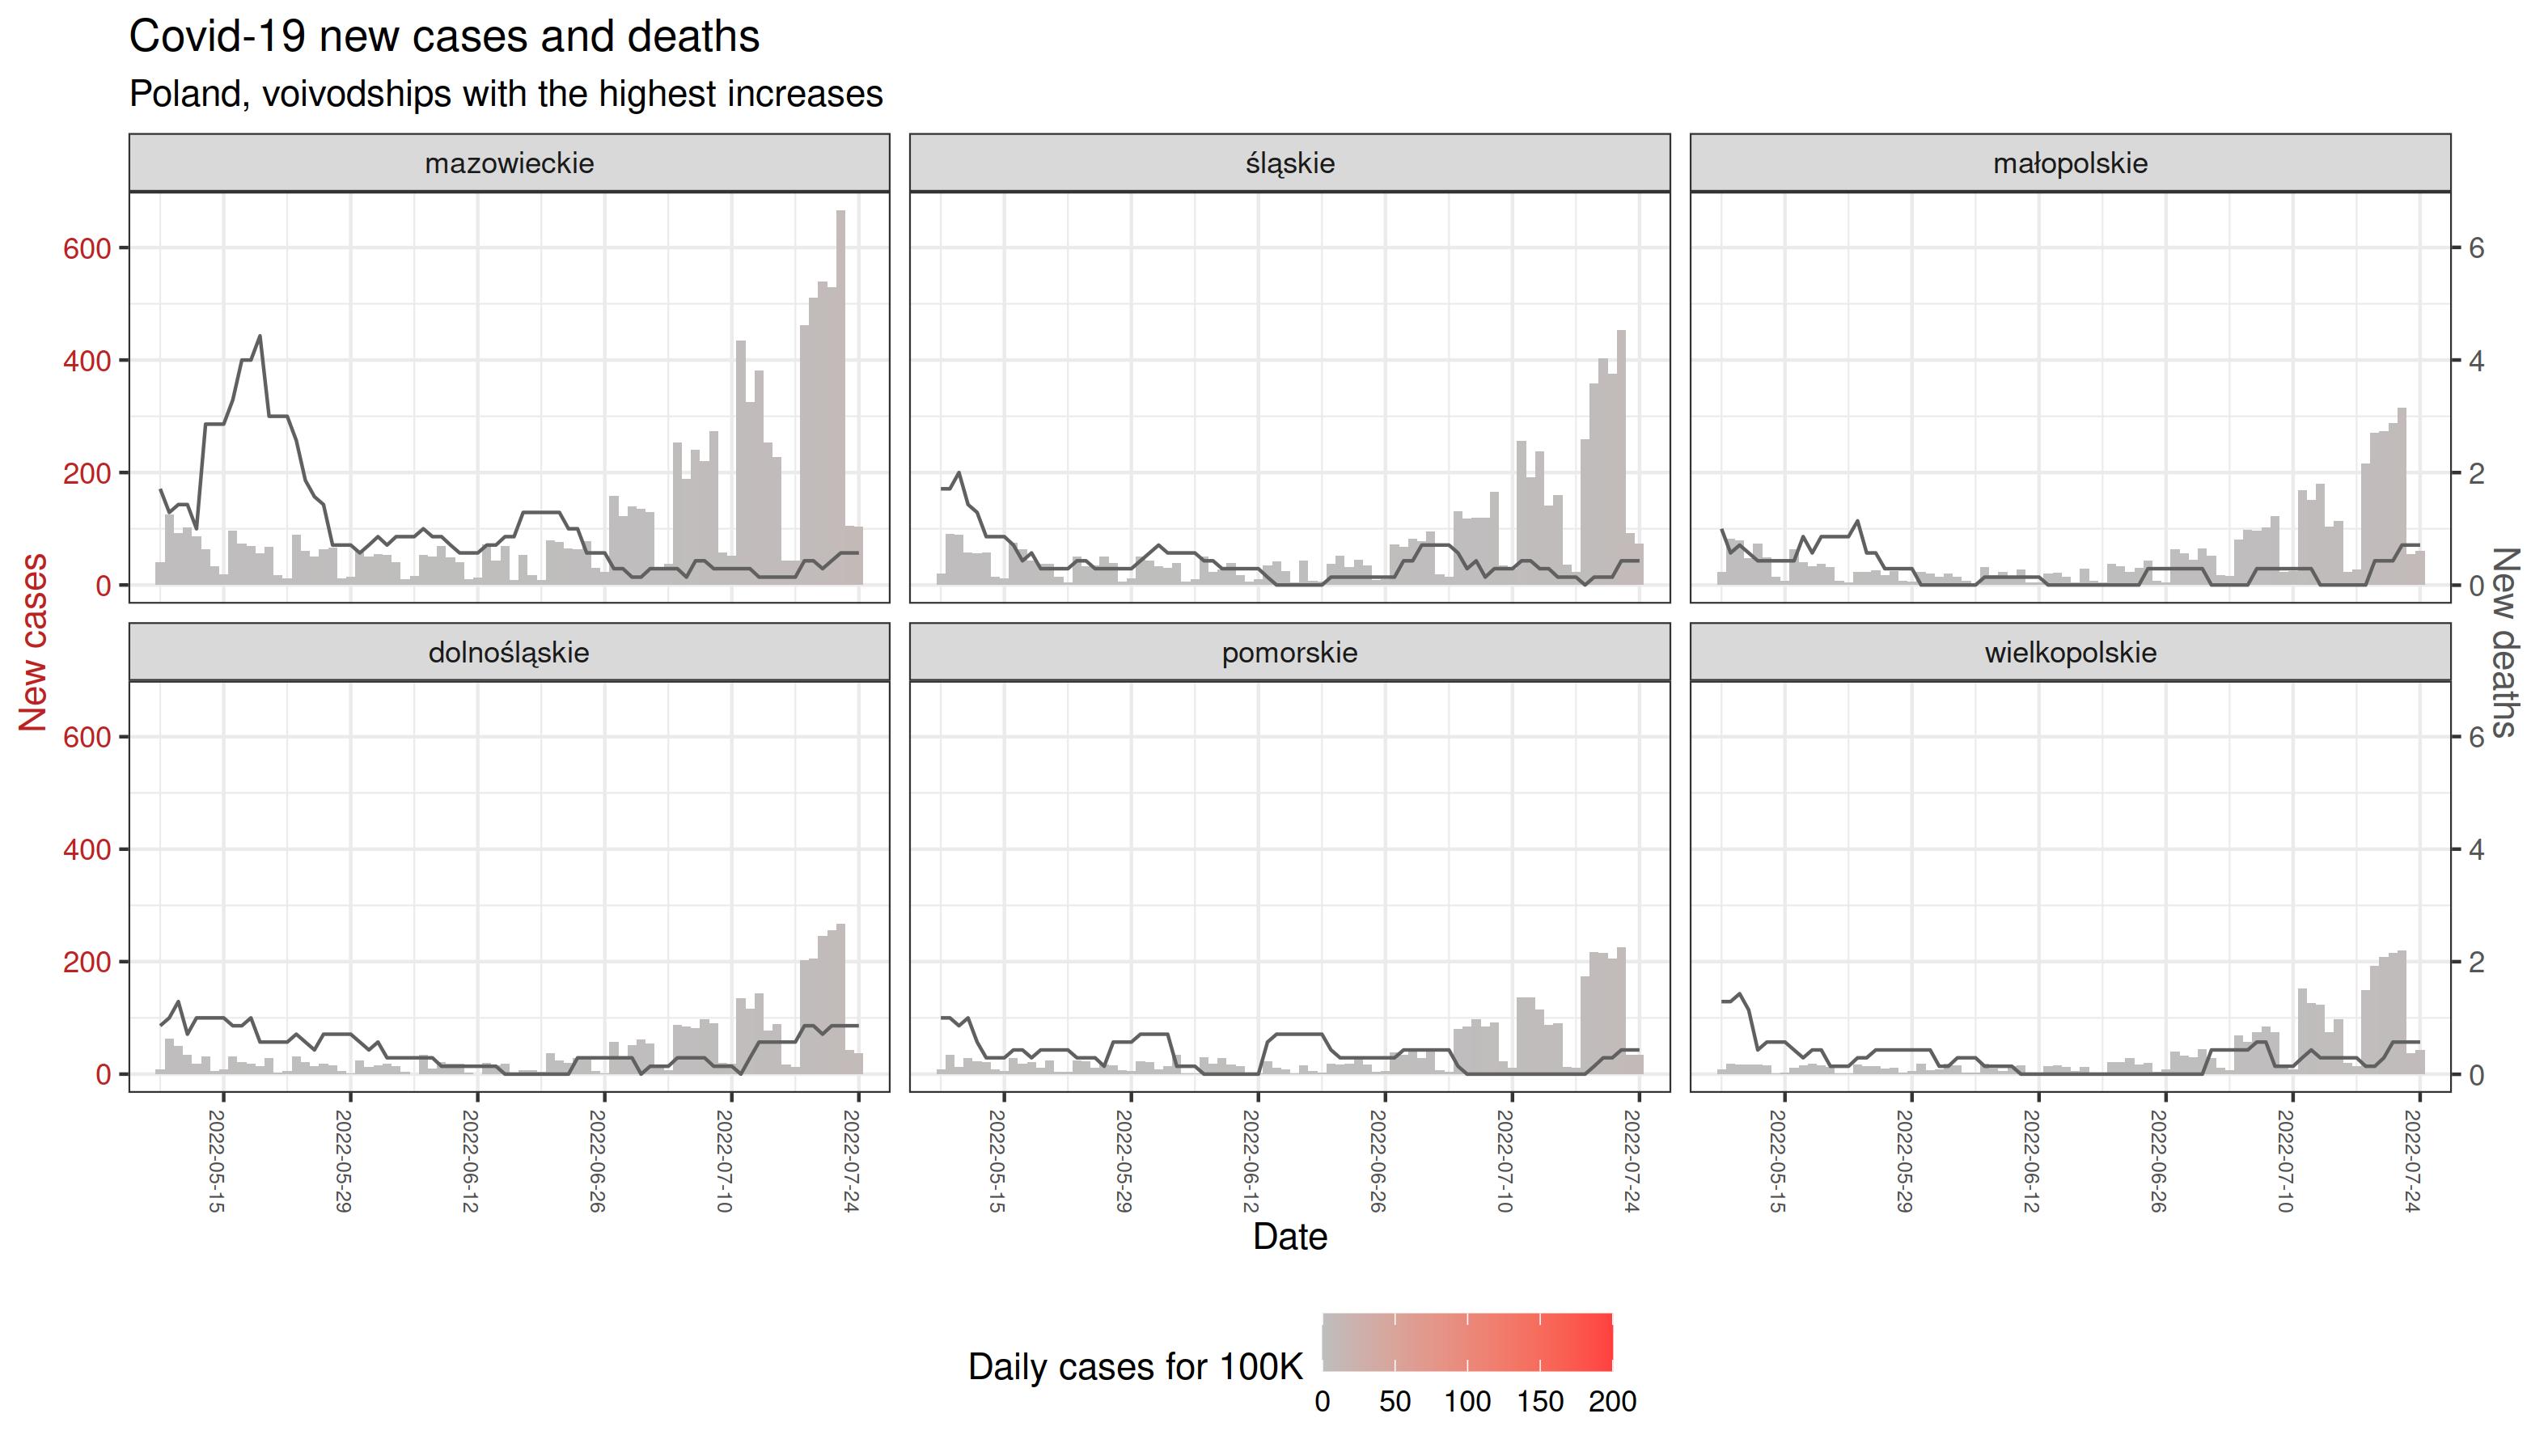 Covid-19 new cases and deaths
Poland, voivodships with the highest increases
mazowieckie
śląskie
małopolskie
600
400
200
0
6
4
2
0
dolnośląskie
pomorskie
wielkopolskie
600
400
200
0
6
4
2
0
New cases
New deaths
2022-05-15
2022-05-29
2022-06-12
2022-06-26
2022-07-10
2022-07-24
2022-05-15
2022-05-29
2022-06-12
2022-06-26
2022-07-10
2022-07-24
2022-05-15
2022-05-29
2022-06-12
2022-06-26
2022-07-10
2022-07-24
Date
Daily cases for 100K
0 50 100 150 200